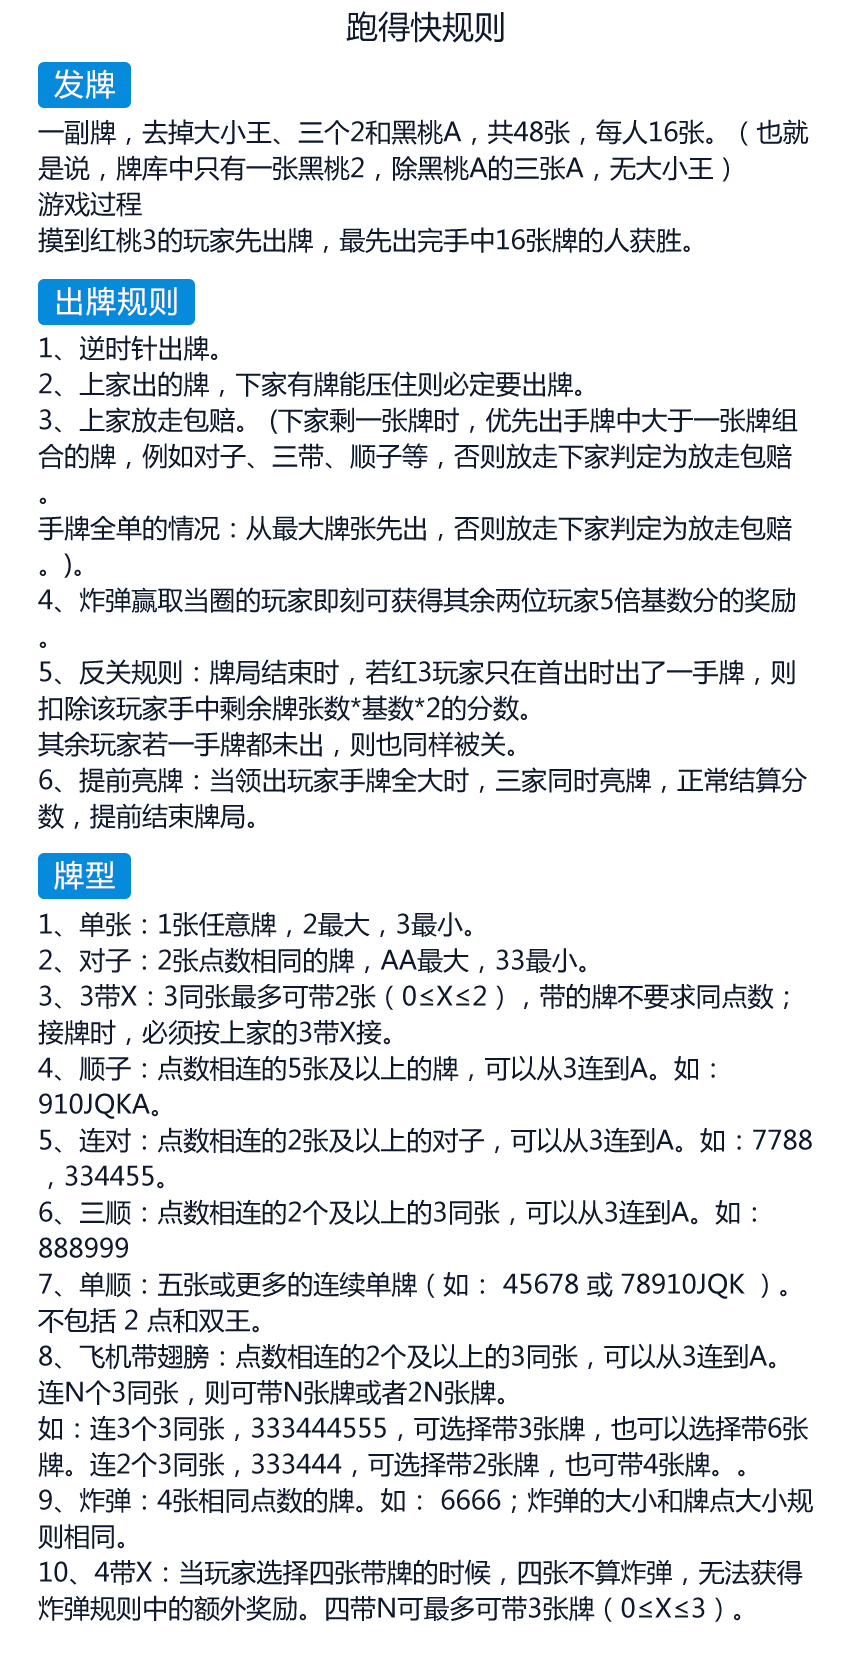 跑得快规则
发牌
一副牌，去掉大小王、三个2和黑桃A，共48张，每人16张。（也就
是说，牌库中只有一张黑桃2，除黑桃A的三张A，无大小王）
游戏过程
摸到红桃3的玩家先出牌，最先出完手中16张牌的人获胜。
出牌规则
1、逆时针出牌。
2、上家出的牌，下家有牌能压住则必定要出牌。
3、上家放走包赔。(下家剩一张牌时，优先出手牌中大于一张牌组
合的牌，例如对子、三带、顺子等，否则放走下家判定为放走包赔
。
手牌全单的情况：从最大牌张先出，否则放走下家判定为放走包赔
。)。
4、炸弹赢取当圈的玩家即刻可获得其余两位玩家5倍基数分的奖励
。
5、反关规则：牌局结束时，若红3玩家只在首出时出了一手牌，则
扣除该玩家手中剩余牌张数*基数*2的分数。
其余玩家若一手牌都未出，则也同样被关。
6、提前亮牌：当领出玩家手牌全大时，三家同时亮牌，正常结算分
数，提前结束牌局。
牌型
1、单张：1张任意牌，2最大，3最小。
2、对子：2张点数相同的牌，AA最大，33最小。
3、3带X：3同张最多可带2张（0≤X≤2），带的牌不要求同点数；
接牌时，必须按上家的3带X接。
4、顺子：点数相连的5张及以上的牌，可以从3连到A。如：
910JQKA。
5、连对：点数相连的2张及以上的对子，可以从3连到A。如：7788
，334455。
6、三顺：点数相连的2个及以上的3同张，可以从3连到A。如：
888999
7、单顺：五张或更多的连续单牌（如： 45678 或 78910JQK ）。
不包括 2 点和双王。
8、飞机带翅膀：点数相连的2个及以上的3同张，可以从3连到A。
连N个3同张，则可带N张牌或者2N张牌。
如：连3个3同张，333444555，可选择带3张牌，也可以选择带6张
牌。连2个3同张，333444，可选择带2张牌，也可带4张牌。。
9、炸弹：4张相同点数的牌。如： 6666；炸弹的大小和牌点大小规
则相同。
10、4带X：当玩家选择四张带牌的时候，四张不算炸弹，无法获得
炸弹规则中的额外奖励。四带N可最多可带3张牌（0≤X≤3）。